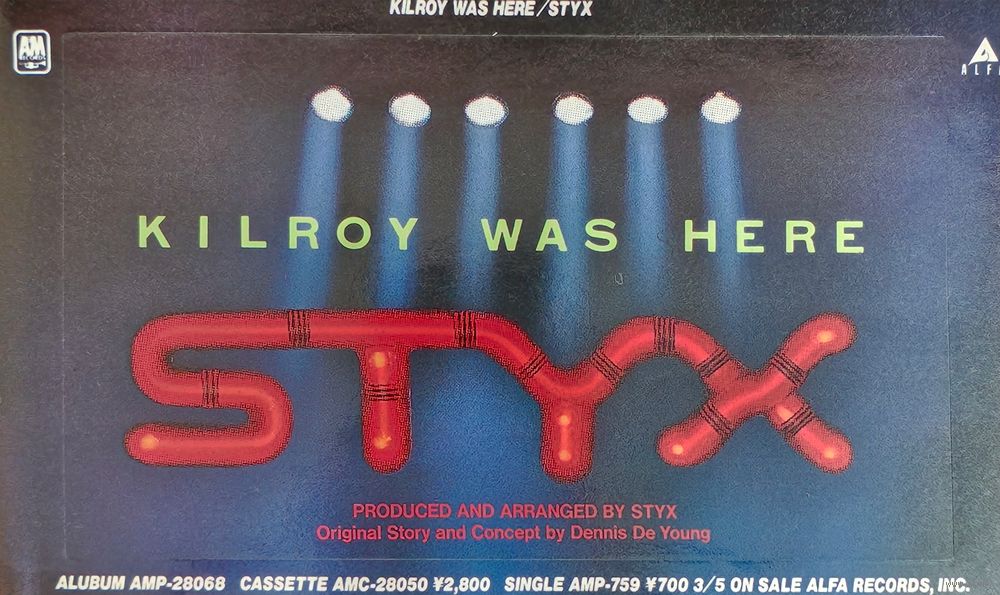 KILROY WAS HERE/STYX
A&M
RECORDS
ALFA
KILROY WAS HERE
STYX
PRODUCED AND ARRANGED BY STYX
Original Story and Concept by Dennis De Young
ALUBUM AMP-28068 CASSETTE AMC-28050 ¥2,800 SINGLE AMP-759 ¥700 3/5 ON SALE ALFA RECORDS, INC.